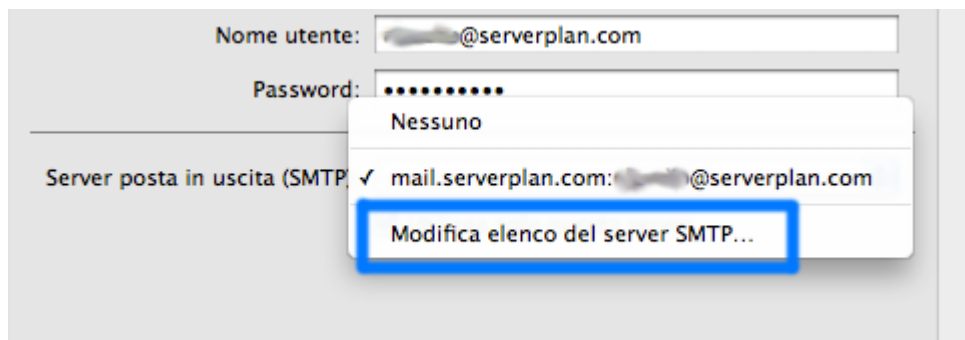 Nome utente: @serverplan.com
Password: ••••••••••
Nessuno
Server posta in uscita (SMTP) ✓ mail.serverplan.com: @serverplan.com
Modifica elenco del server SMTP...